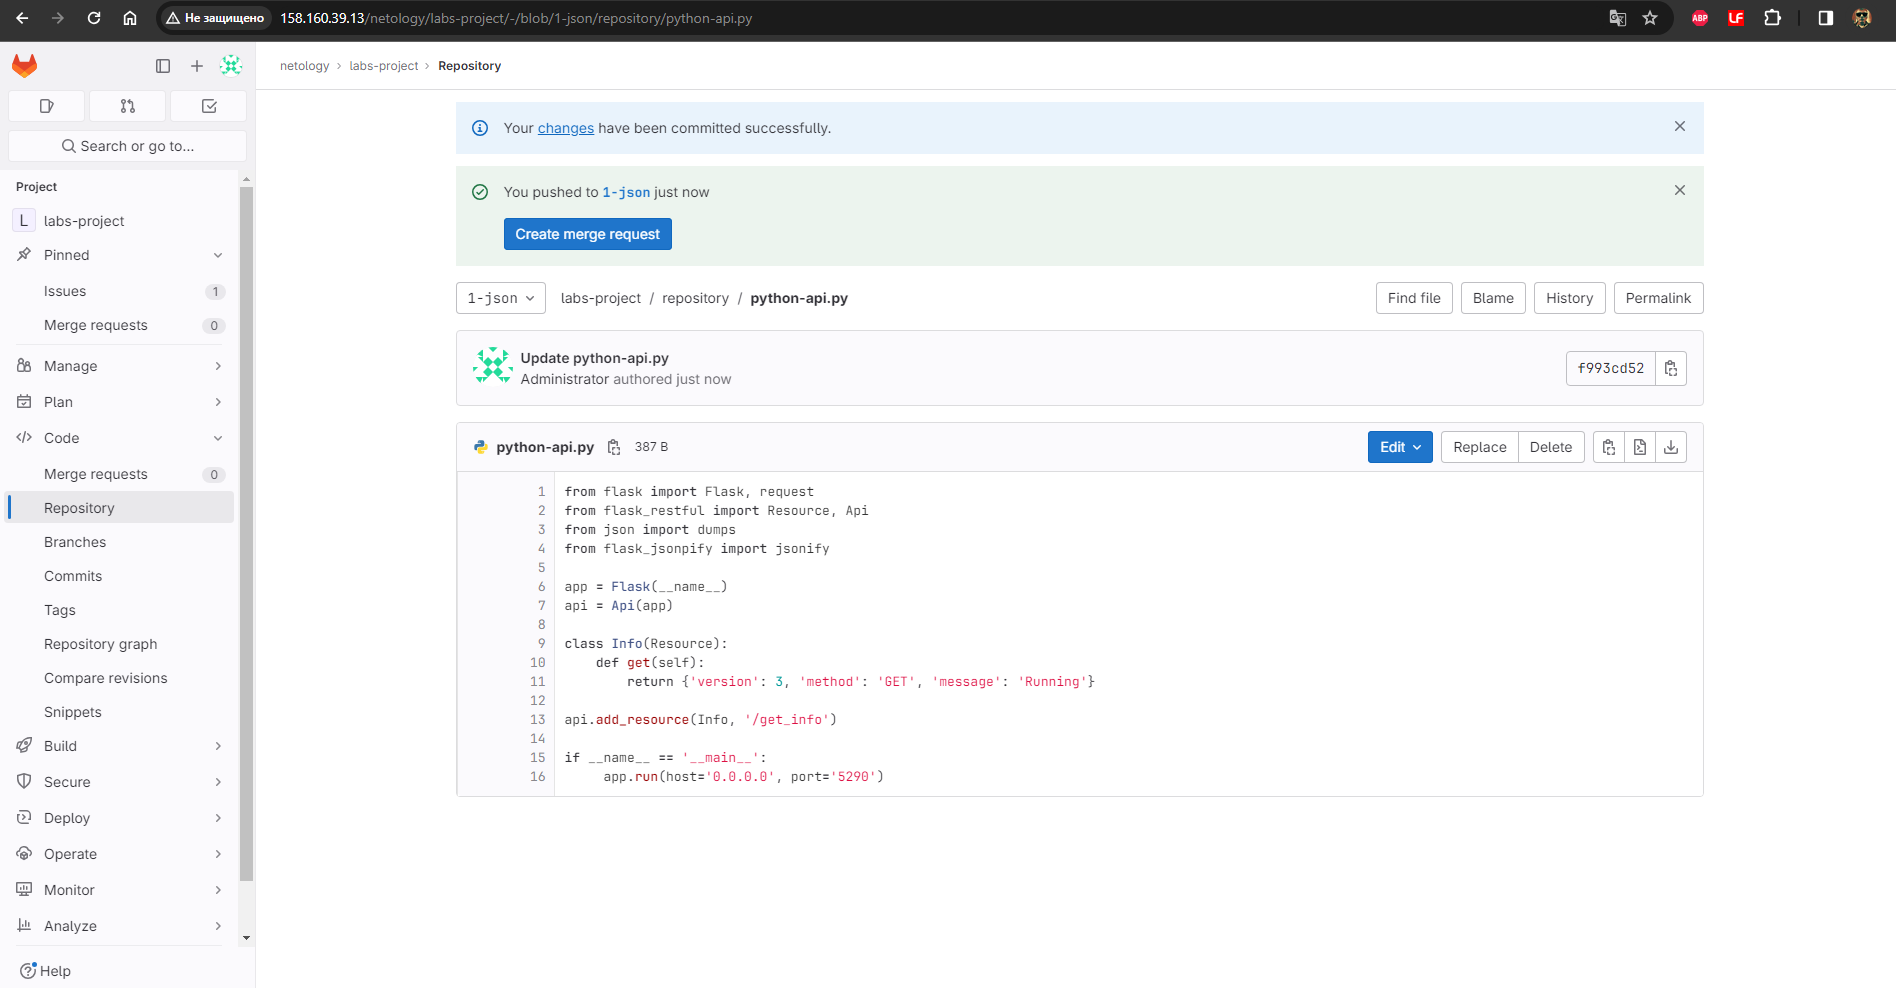 Не защищено 158.160.39.13/netology/labs-project/-/blob/1-json/repository/python-api.py
ABP LF
netology › labs-project › Repository
Search or go to...
Project
L labs-project
Pinned
Issues 1
Merge requests 0
Manage
Plan
Code
Merge requests 0
Repository
Branches
Commits
Tags
Repository graph
Compare revisions
Snippets
Build
Secure
Deploy
Operate
Monitor
Analyze
Help
Your changes have been committed successfully.
You pushed to 1-json just now
Create merge request
1-json labs-project / repository / python-api.py Find file Blame History Permalink
Update python-api.py
Administrator authored just now
f993cd52
python-api.py 387 B Edit Replace Delete
1 from flask import Flask, request
2 from flask_restful import Resource, Api
3 from json import dumps
4 from flask_jsonpify import jsonify
5
6 app = Flask(__name__)
7 api = Api(app)
8
9 class Info(Resource):
10     def get(self):
11         return {'version': 3, 'method': 'GET', 'message': 'Running'}
12
13 api.add_resource(Info, '/get_info')
14
15 if __name__ == '__main__':
16      app.run(host='0.0.0.0', port='5290')